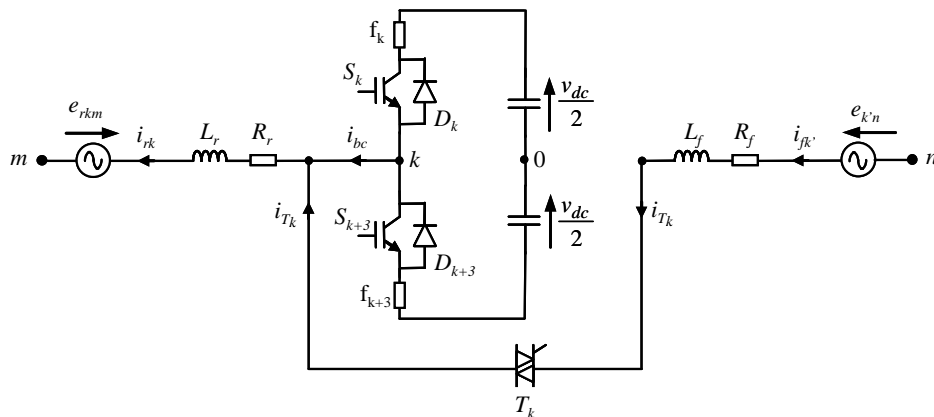 f_k
S_k
D_k
v_dc
2
e_rkm
i_rk
L_r
R_r
i_bc
m
k
0
L_f
R_f
i_fk'
e_k'n
n
i_Tk
S_k+3
D_k+3
v_dc
2
i_Tk
f_k+3
T_k